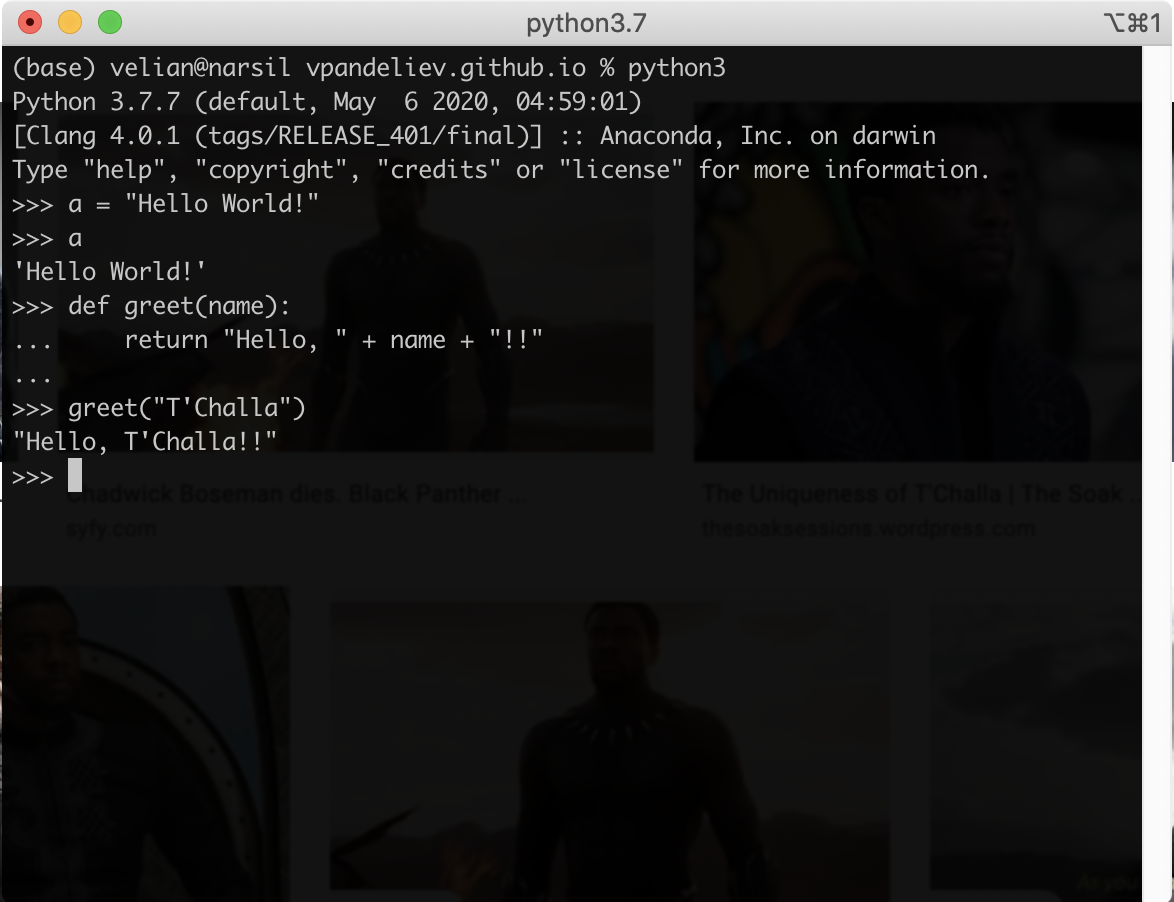 python3.7
⌥⌘1
(base) velian@narsil vpandeliev.github.io % python3
Python 3.7.7 (default, May  6 2020, 04:59:01)
[Clang 4.0.1 (tags/RELEASE_401/final)] :: Anaconda, Inc. on darwin
Type "help", "copyright", "credits" or "license" for more information.
>>> a = "Hello World!"
>>> a
'Hello World!'
>>> def greet(name):
...     return "Hello, " + name + "!!"
...
>>> greet("T'Challa")
"Hello, T'Challa!!"
>>>
Chadwick Boseman dies. Black Panther ...
The Uniqueness of T'Challa | The Soak ...
syfy.com
thesoaksessions.wordpress.com
As you